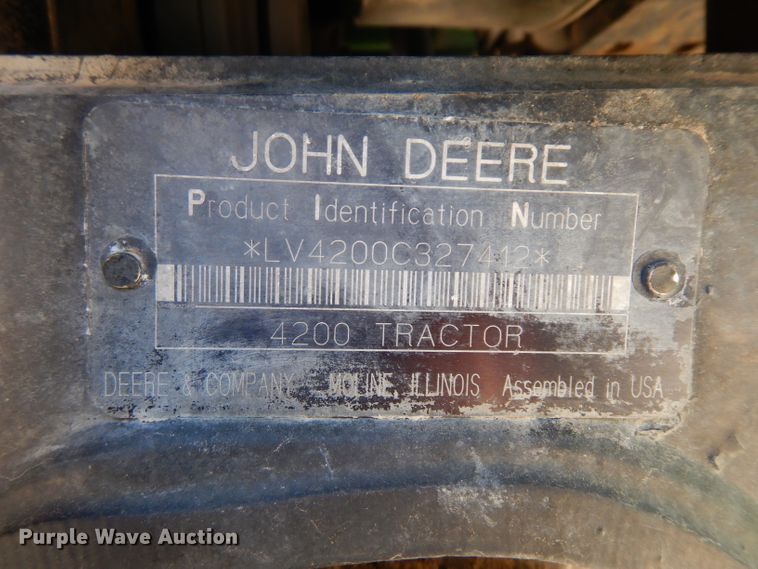 JOHN DEERE
Product Identification Number
*LV4200C327412*
4200 TRACTOR
DEERE & COMPANY MOLINE, ILLINOIS Assembled in USA
Purple Wave Auction